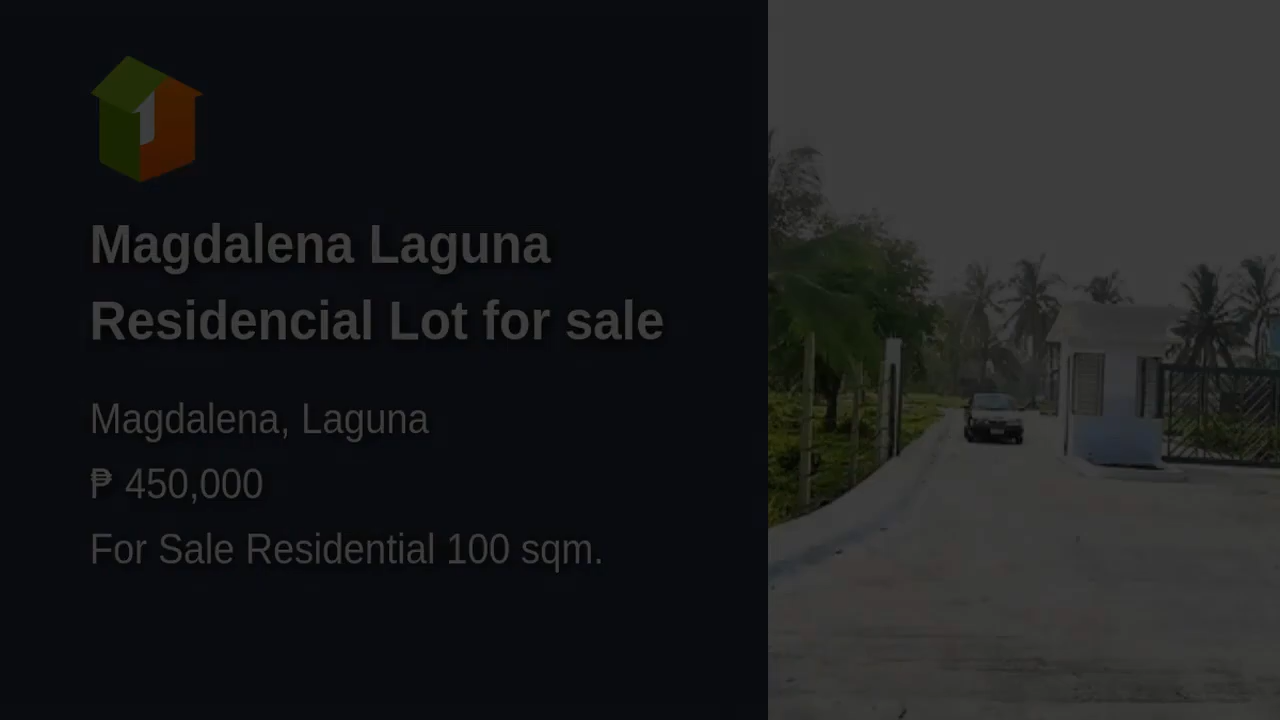 Magdalena Laguna
Residencial Lot for sale
Magdalena, Laguna
₱ 450,000
For Sale Residential 100 sqm.